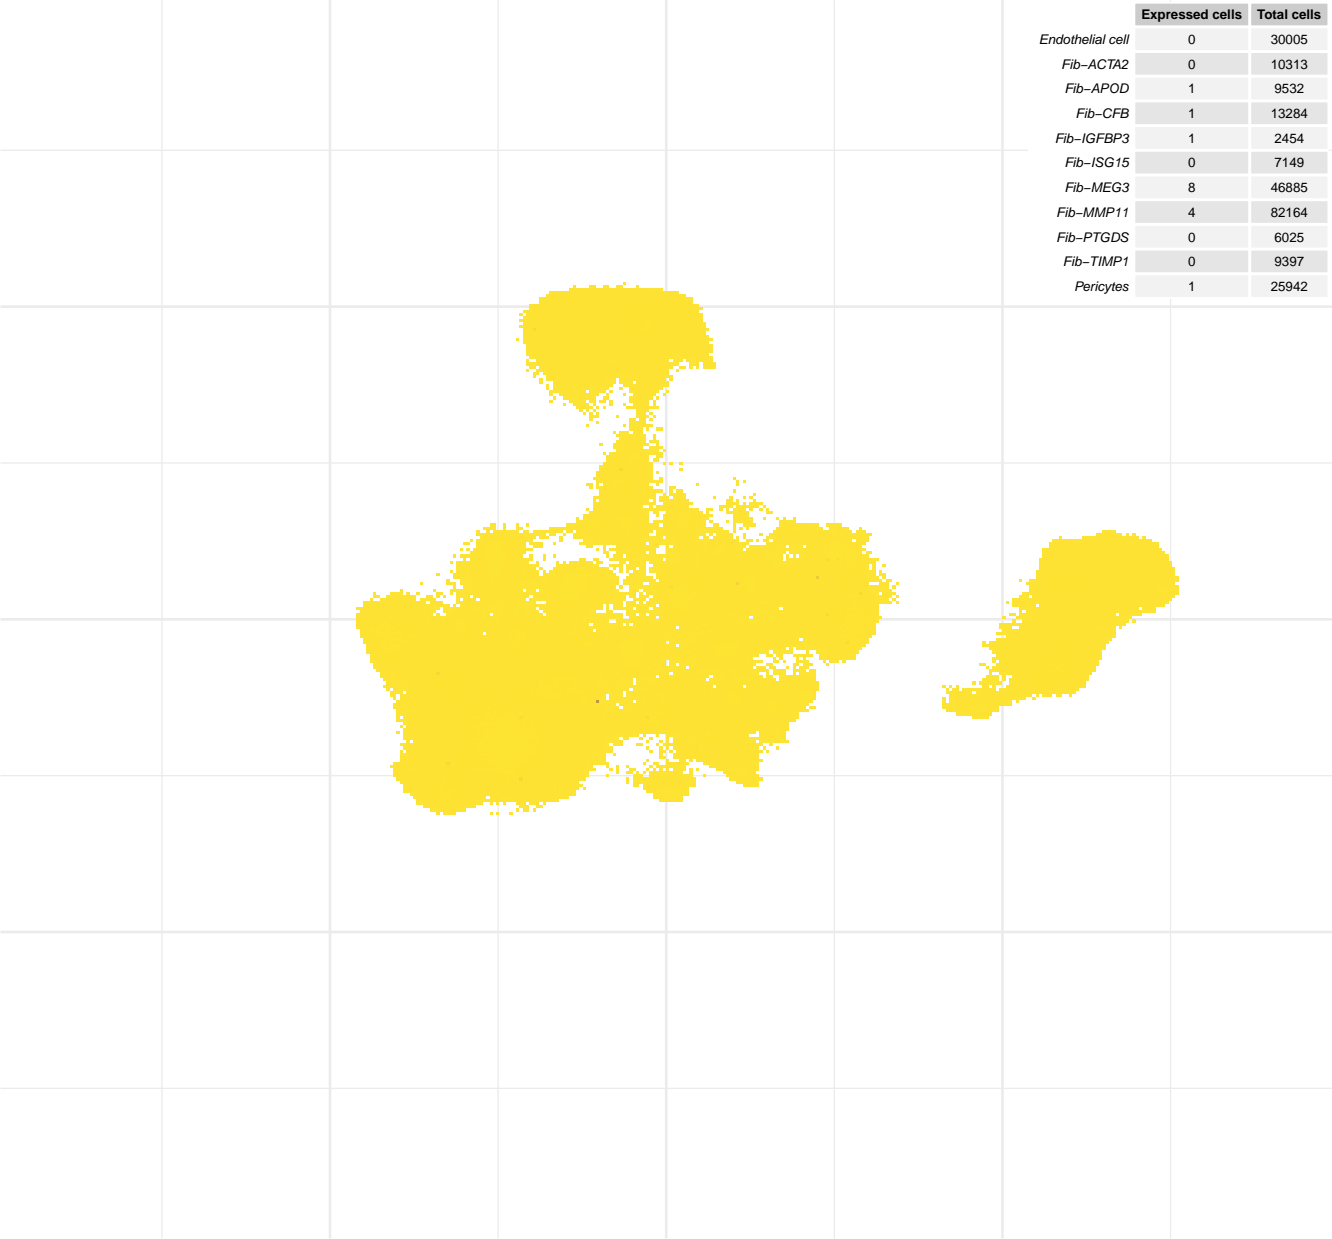 Expressed cells Total cells
Endothelial cell 0 30005
Fib−ACTA2 0 10313
Fib−APOD 1 9532
Fib−CFB 1 13284
Fib−IGFBP3 1 2454
Fib−ISG15 0 7149
Fib−MEG3 8 46885
Fib−MMP11 4 82164
Fib−PTGDS 0 6025
Fib−TIMP1 0 9397
Pericytes 1 25942